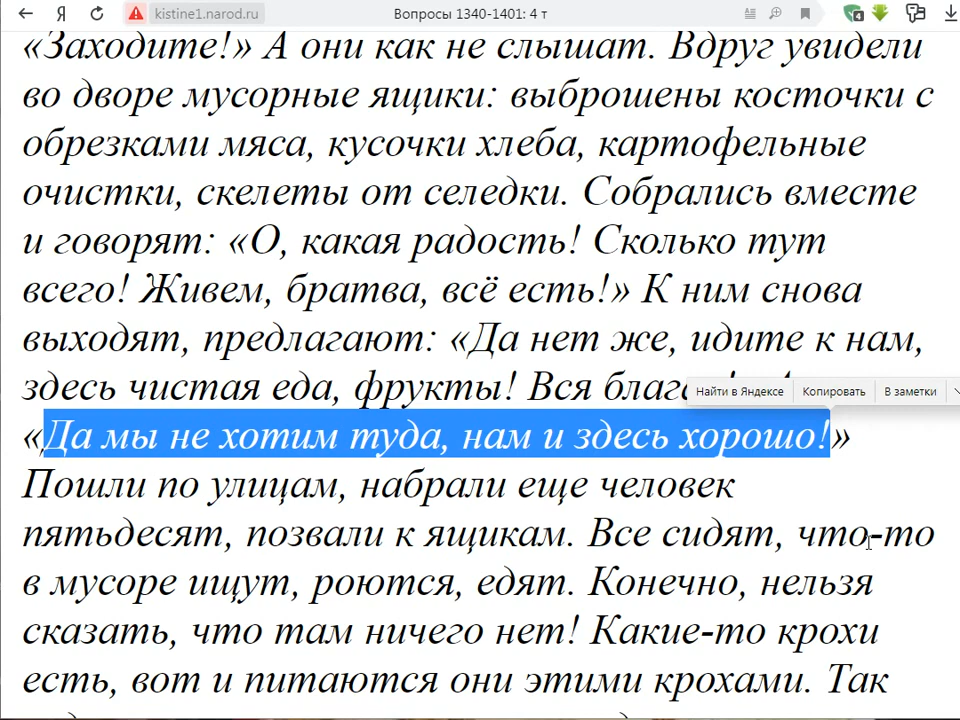 Я kistine1.narod.ru Вопросы 1340-1401: 4 т 4
«Заходите!» А они как не слышат. Вдруг увидели
во дворе мусорные ящики: выброшены косточки с
обрезками мяса, кусочки хлеба, картофельные
очистки, скелеты от селедки. Собрались вместе
и говорят: «О, какая радость! Сколько тут
всего! Живем, братва, всё есть!» К ним снова
выходят, предлагают: «Да нет же, идите к нам,
здесь чистая еда, фрукты! Вся
Найти в Яндексе Копировать В заметки
«Да мы не хотим туда, нам и здесь хорошо!»
Пошли по улицам, набрали еще человек
пятьдесят, позвали к ящикам. Все сидят, что-то
в мусоре ищут, роются, едят. Конечно, нельзя
сказать, что там ничего нет! Какие-то крохи
есть, вот и питаются они этими крохами. Так